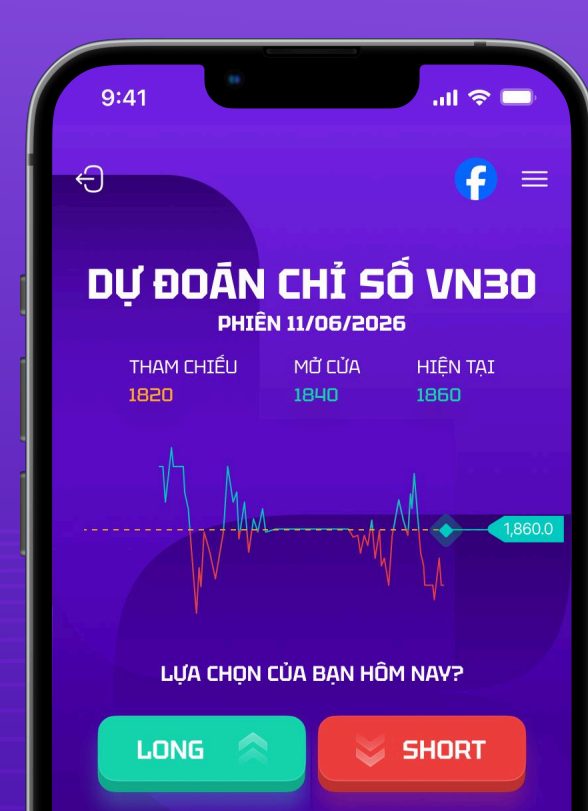 9:41
DỰ ĐOÁN CHỈ SỐ VN30
PHIÊN 11/06/2026
THAM CHIẾU MỞ CỬA HIỆN TẠI
1820 1840 1860
1,860.0
LỰA CHỌN CỦA BẠN HÔM NAY?
LONG SHORT